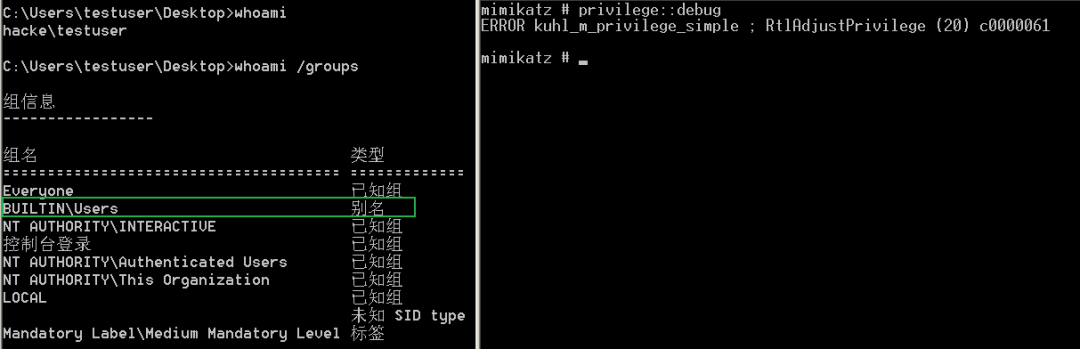 C:\Users\testuser\Desktop>whoami
hacke\testuser
C:\Users\testuser\Desktop>whoami /groups
组信息
-----------------
组名 类型
====================================== =============
Everyone 已知组
BUILTIN\Users 别名
NT AUTHORITY\INTERACTIVE 已知组
控制台登录 已知组
NT AUTHORITY\Authenticated Users 已知组
NT AUTHORITY\This Organization 已知组
LOCAL 已知组
未知 SID type
Mandatory Label\Medium Mandatory Level 标签
mimikatz # privilege::debug
ERROR kuhl_m_privilege_simple ; RtlAdjustPrivilege (20) c0000061
mimikatz # _